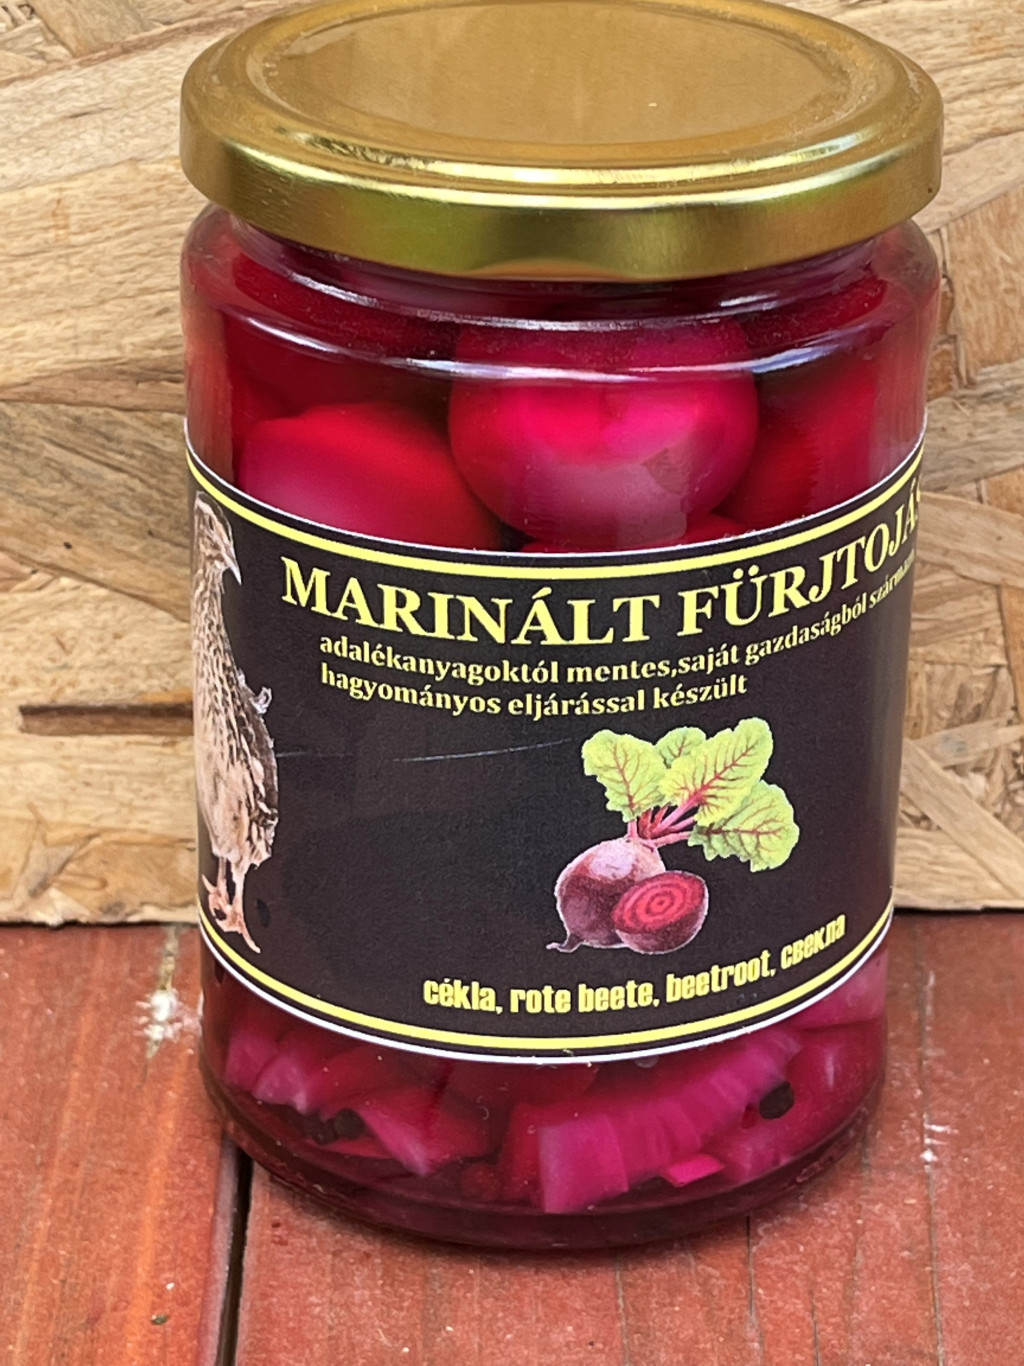 MARINÁLT FÜRJTOJÁS
adalékanyagoktól mentes,saját gazdaságból
hagyományos eljárással készült
cékla, rote beete, beetroot, свекла